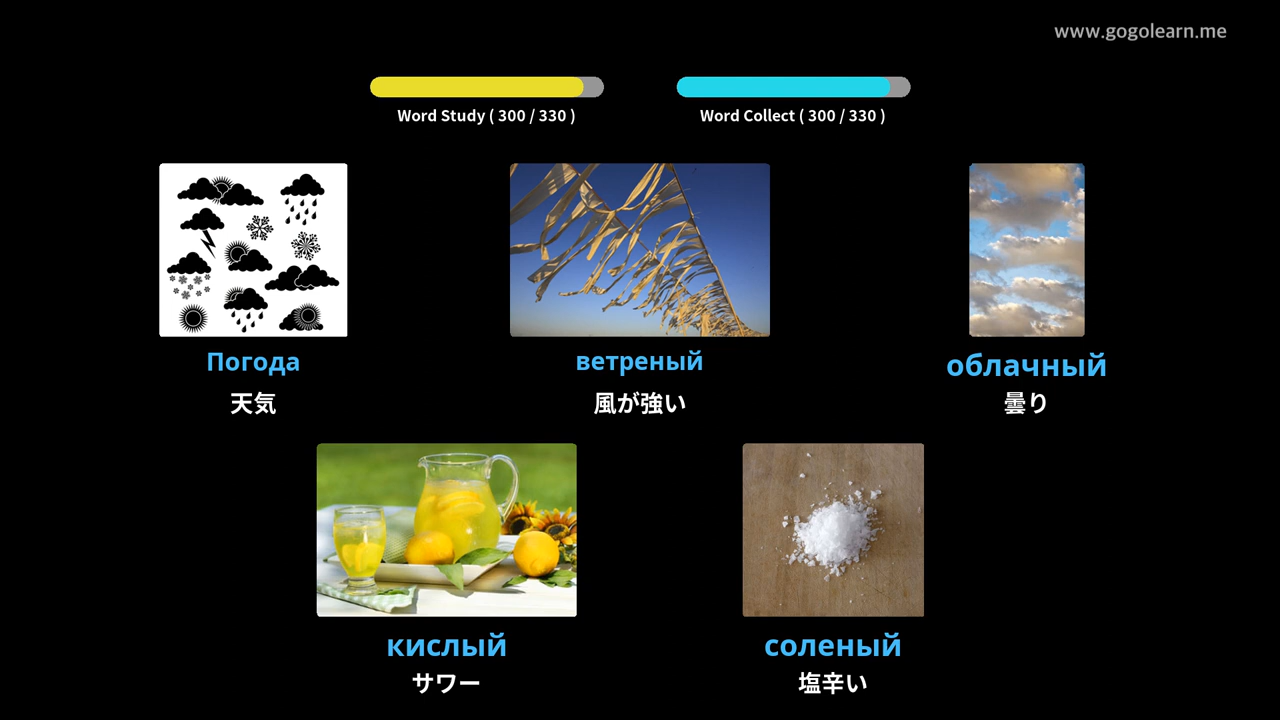 www.gogolearn.me
Word Study ( 300 / 330 )
Word Collect ( 300 / 330 )
Погода
天気
ветреный
風が強い
облачный
曇り
кислый
サワー
соленый
塩辛い